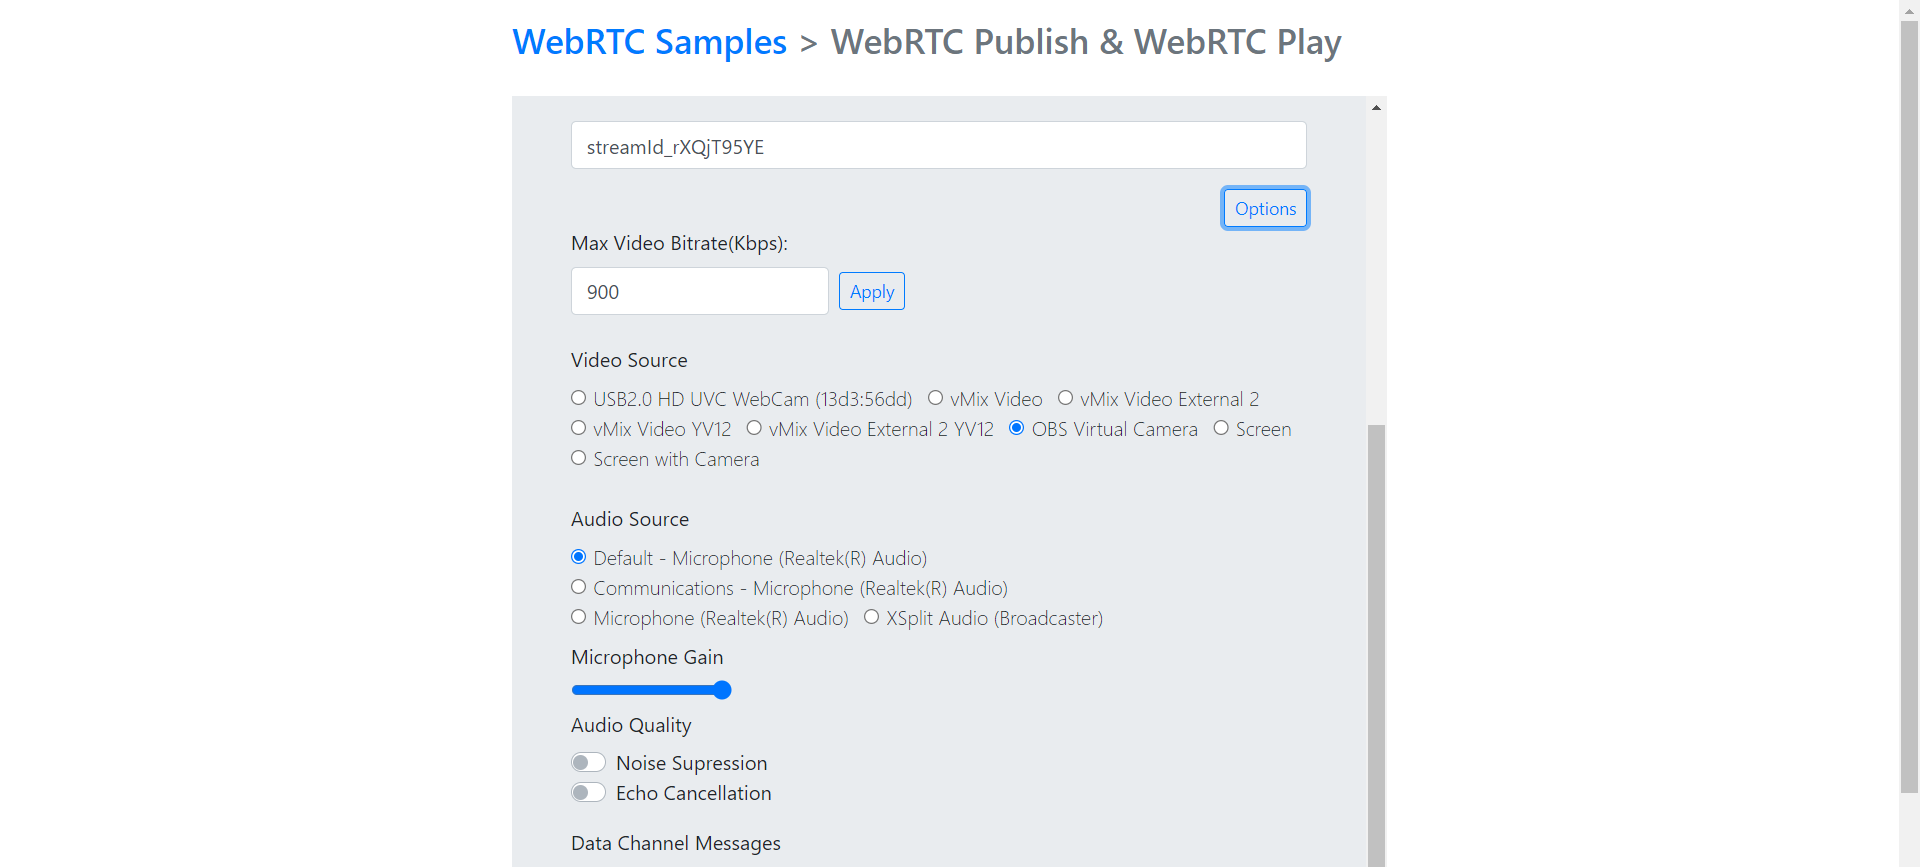 WebRTC Samples > WebRTC Publish & WebRTC Play
streamId_rXQjT95YE
Options
Max Video Bitrate(Kbps):
900 Apply
Video Source
USB2.0 HD UVC WebCam (13d3:56dd) vMix Video vMix Video External 2
vMix Video YV12 vMix Video External 2 YV12 OBS Virtual Camera Screen
Screen with Camera
Audio Source
Default - Microphone (Realtek(R) Audio)
Communications - Microphone (Realtek(R) Audio)
Microphone (Realtek(R) Audio) XSplit Audio (Broadcaster)
Microphone Gain
Audio Quality
Noise Supression
Echo Cancellation
Data Channel Messages